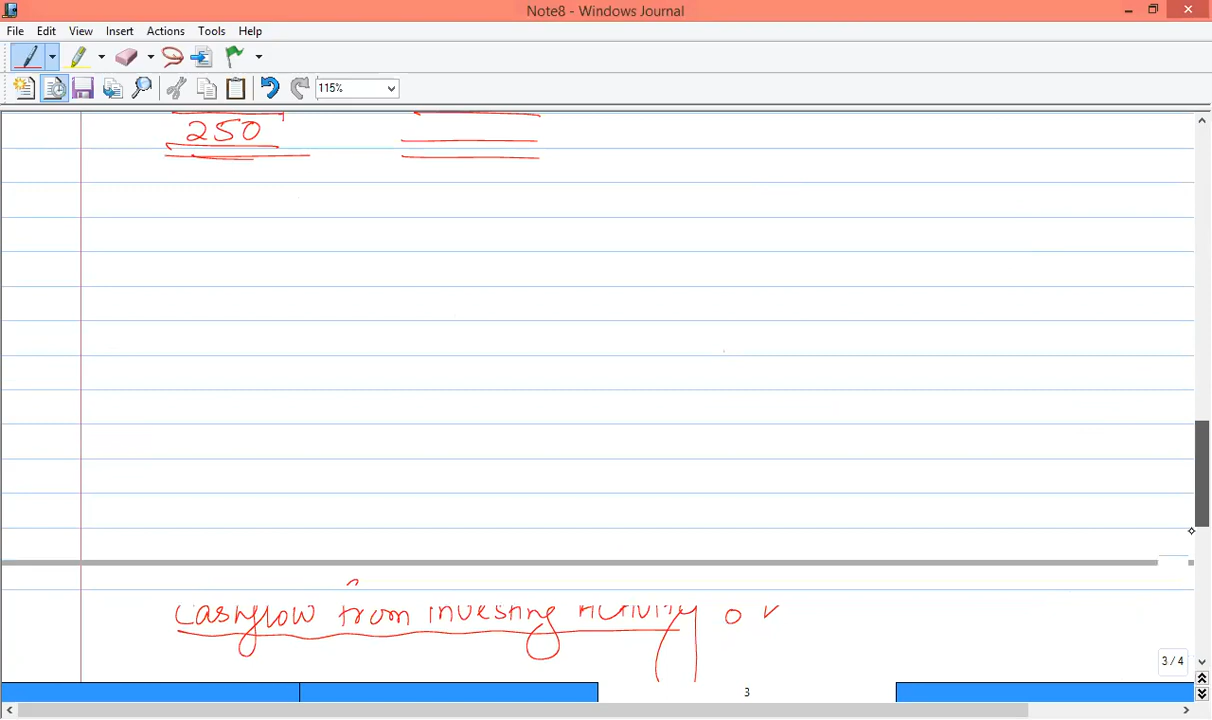 Note8 - Windows Journal
File Edit View Insert Actions Tools Help
115%
250
Cashflow from Investing Activity
3 / 4
3